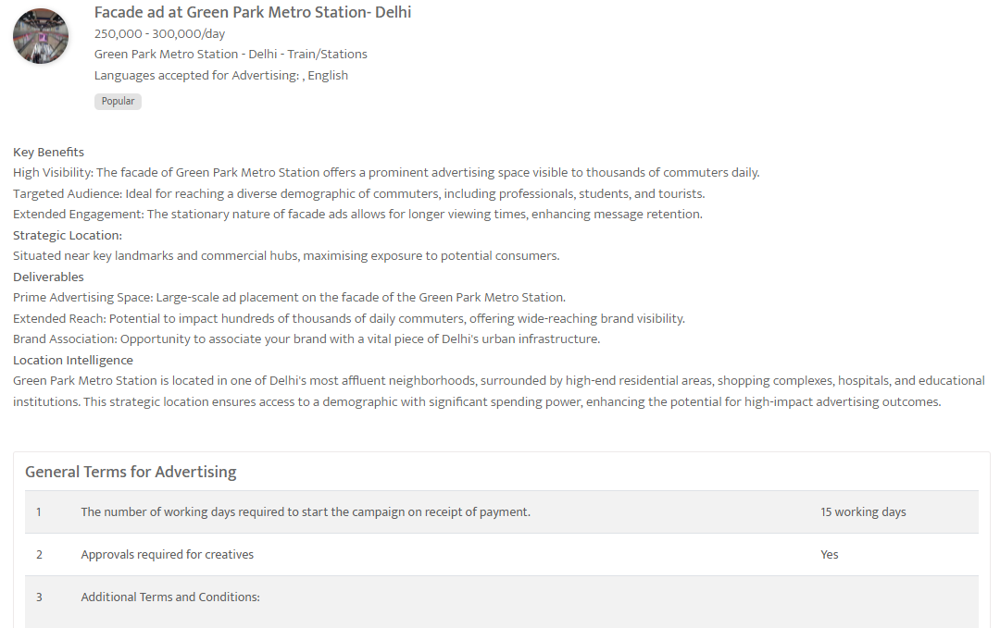 Facade ad at Green Park Metro Station- Delhi
250,000 - 300,000/day
Green Park Metro Station - Delhi - Train/Stations
Languages accepted for Advertising: , English
Popular
Key Benefits
High Visibility: The facade of Green Park Metro Station offers a prominent advertising space visible to thousands of commuters daily.
Targeted Audience: Ideal for reaching a diverse demographic of commuters, including professionals, students, and tourists.
Extended Engagement: The stationary nature of facade ads allows for longer viewing times, enhancing message retention.
Strategic Location:
Situated near key landmarks and commercial hubs, maximising exposure to potential consumers.
Deliverables
Prime Advertising Space: Large-scale ad placement on the facade of the Green Park Metro Station.
Extended Reach: Potential to impact hundreds of thousands of daily commuters, offering wide-reaching brand visibility.
Brand Association: Opportunity to associate your brand with a vital piece of Delhi's urban infrastructure.
Location Intelligence
Green Park Metro Station is located in one of Delhi's most affluent neighborhoods, surrounded by high-end residential areas, shopping complexes, hospitals, and educational
institutions. This strategic location ensures access to a demographic with significant spending power, enhancing the potential for high-impact advertising outcomes.
General Terms for Advertising
1 The number of working days required to start the campaign on receipt of payment. 15 working days
2 Approvals required for creatives Yes
3 Additional Terms and Conditions: